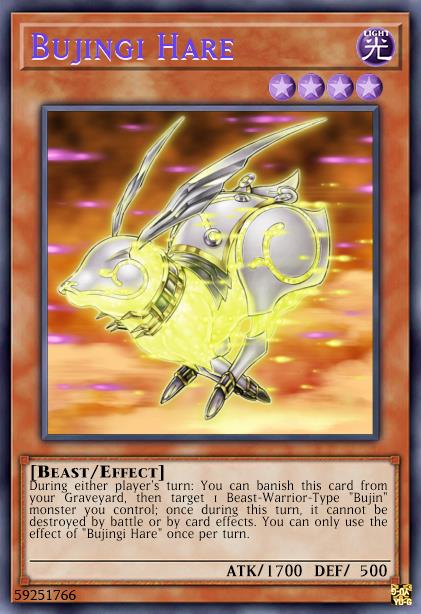 BUJINGI HARE
LIGHT
光
[BEAST/EFFECT]
During either player's turn: You can banish this card from
your Graveyard, then target 1 Beast-Warrior-Type "Bujin"
monster you control; once during this turn, it cannot be
destroyed by battle or by card effects. You can only use the
effect of "Bujingi Hare" once per turn.
ATK/1700 DEF/ 500
59251766